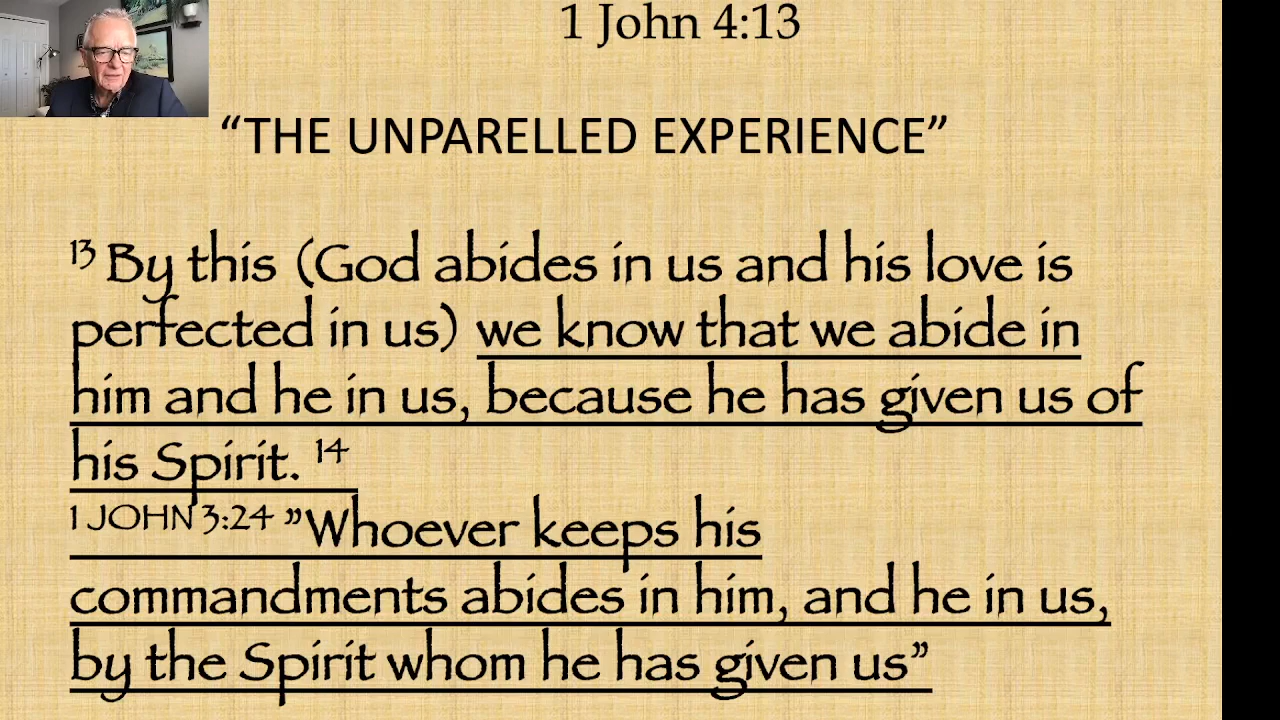 1 John 4:13
“THE UNPARELLED EXPERIENCE”
13 By this (God abides in us and his love is
perfected in us) we know that we abide in
him and he in us, because he has given us of
his Spirit. 14
1 JOHN 3:24 ”Whoever keeps his
commandments abides in him, and he in us,
by the Spirit whom he has given us”